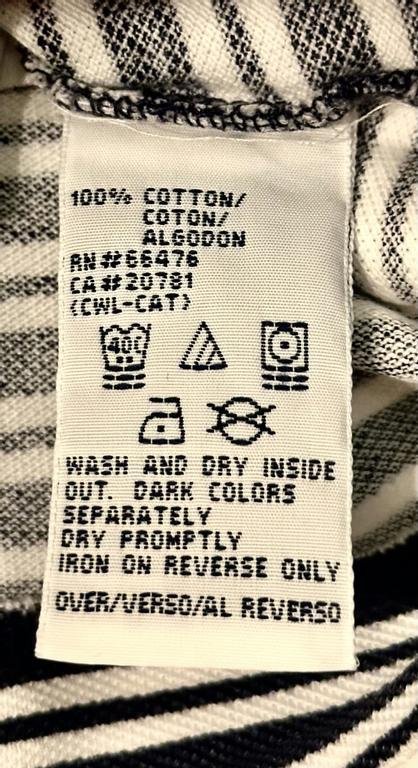 100% COTTON/
COTON/
ALGODON
RN#66476
CA#20781
(CWL-CAT)
40C
WASH AND DRY INSIDE
OUT. DARK COLORS
SEPARATELY
DRY PROMPTLY
IRON ON REVERSE ONLY
OVER/VERSO/AL REVERSO